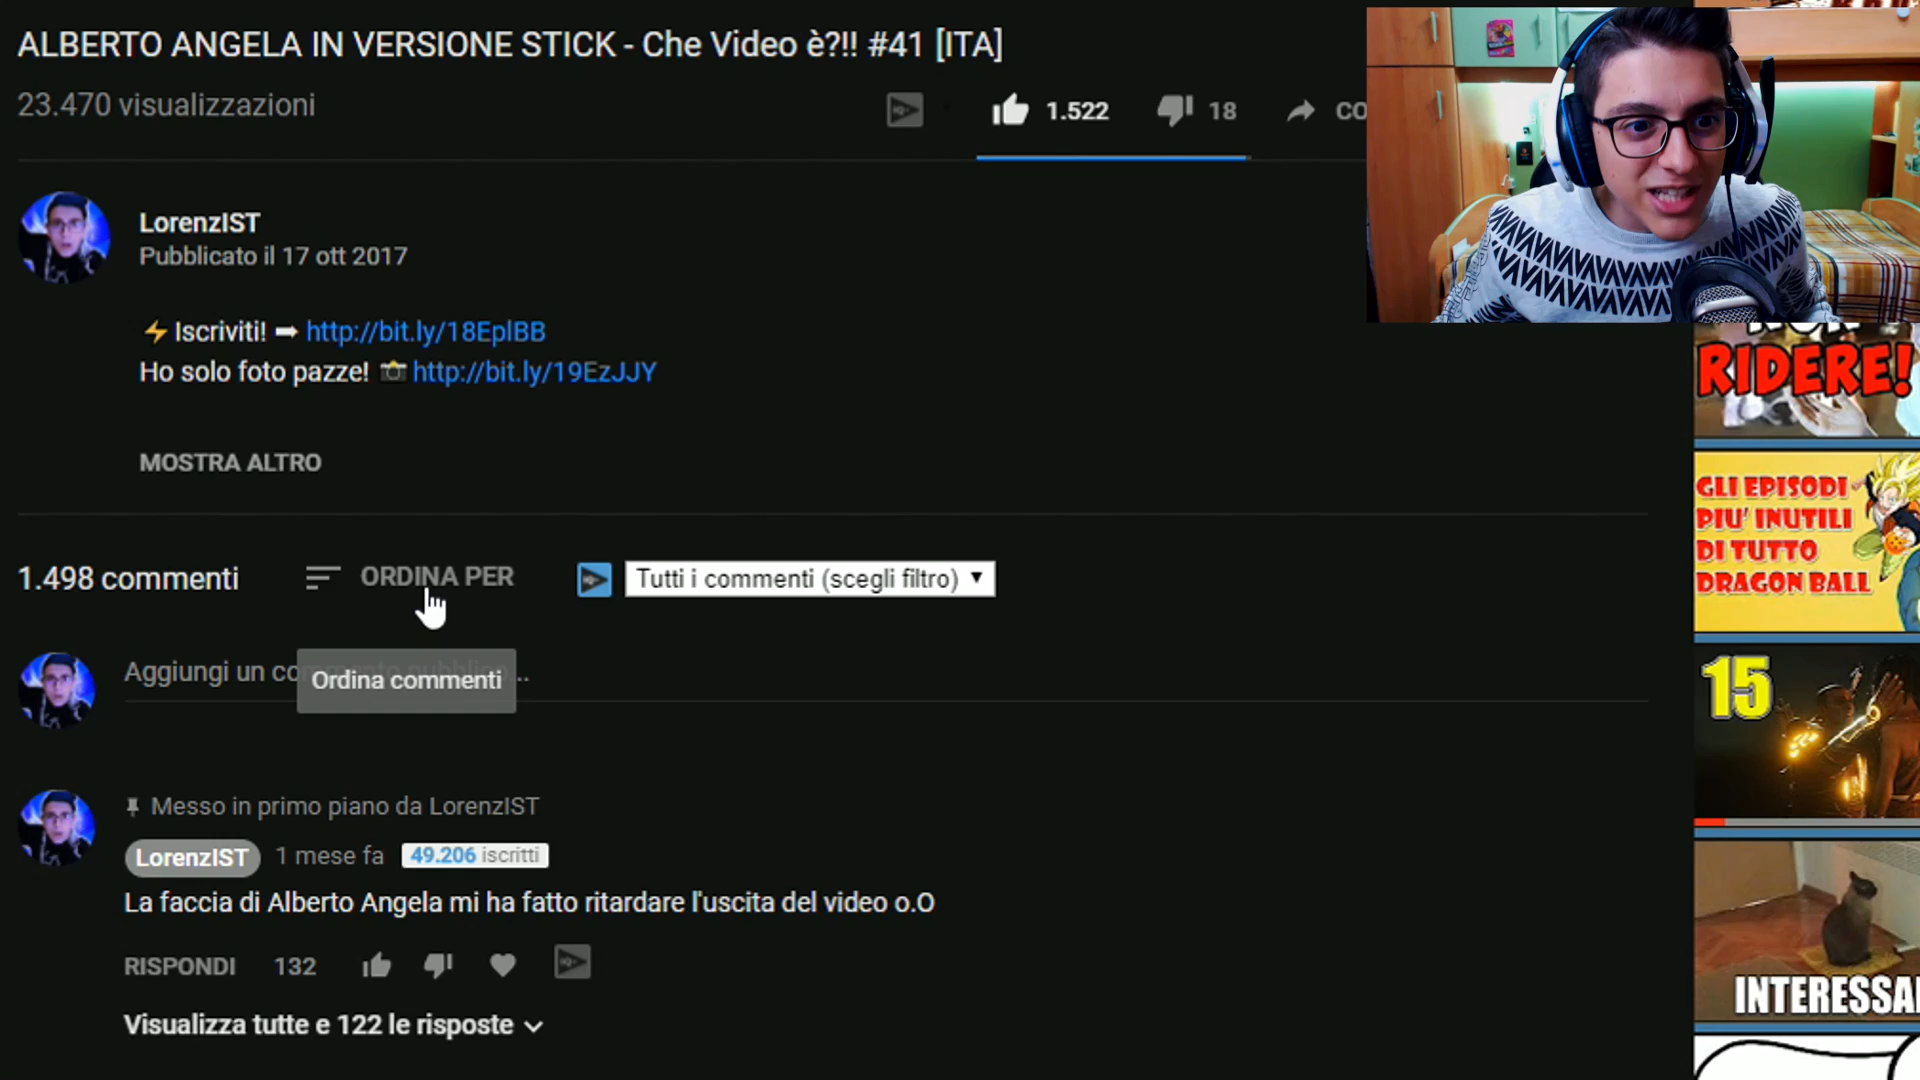 ALBERTO ANGELA IN VERSIONE STICK - Che Video è?!! #41 [ITA]
23.470 visualizzazioni
1.522
18
LorenzIST
Pubblicato il 17 ott 2017
⚡ Iscriviti! ➡ http://bit.ly/18EplBB
Ho solo foto pazze! 📷 http://bit.ly/19EzJJY
MOSTRA ALTRO
RIDERE!
GLI EPISODI
PIU' INUTILI
DI TUTTO
DRAGON BALL
1.498 commenti
ORDINA PER
Tutti i commenti (scegli filtro)
Aggiungi un
Ordina commenti
15
Messo in primo piano da LorenzIST
LorenzIST 1 mese fa 49.206 iscritti
La faccia di Alberto Angela mi ha fatto ritardare l'uscita del video o.O
RISPONDI 132
Visualizza tutte e 122 le risposte